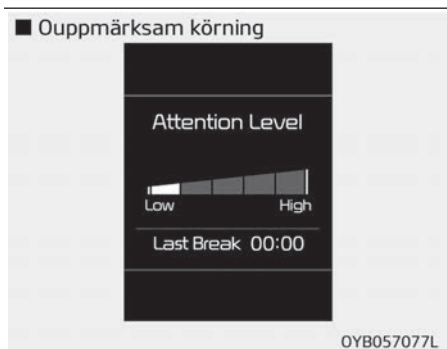 ■ Ouppmärksam körning
Attention Level
Low High
Last Break 00:00
OYB057077L